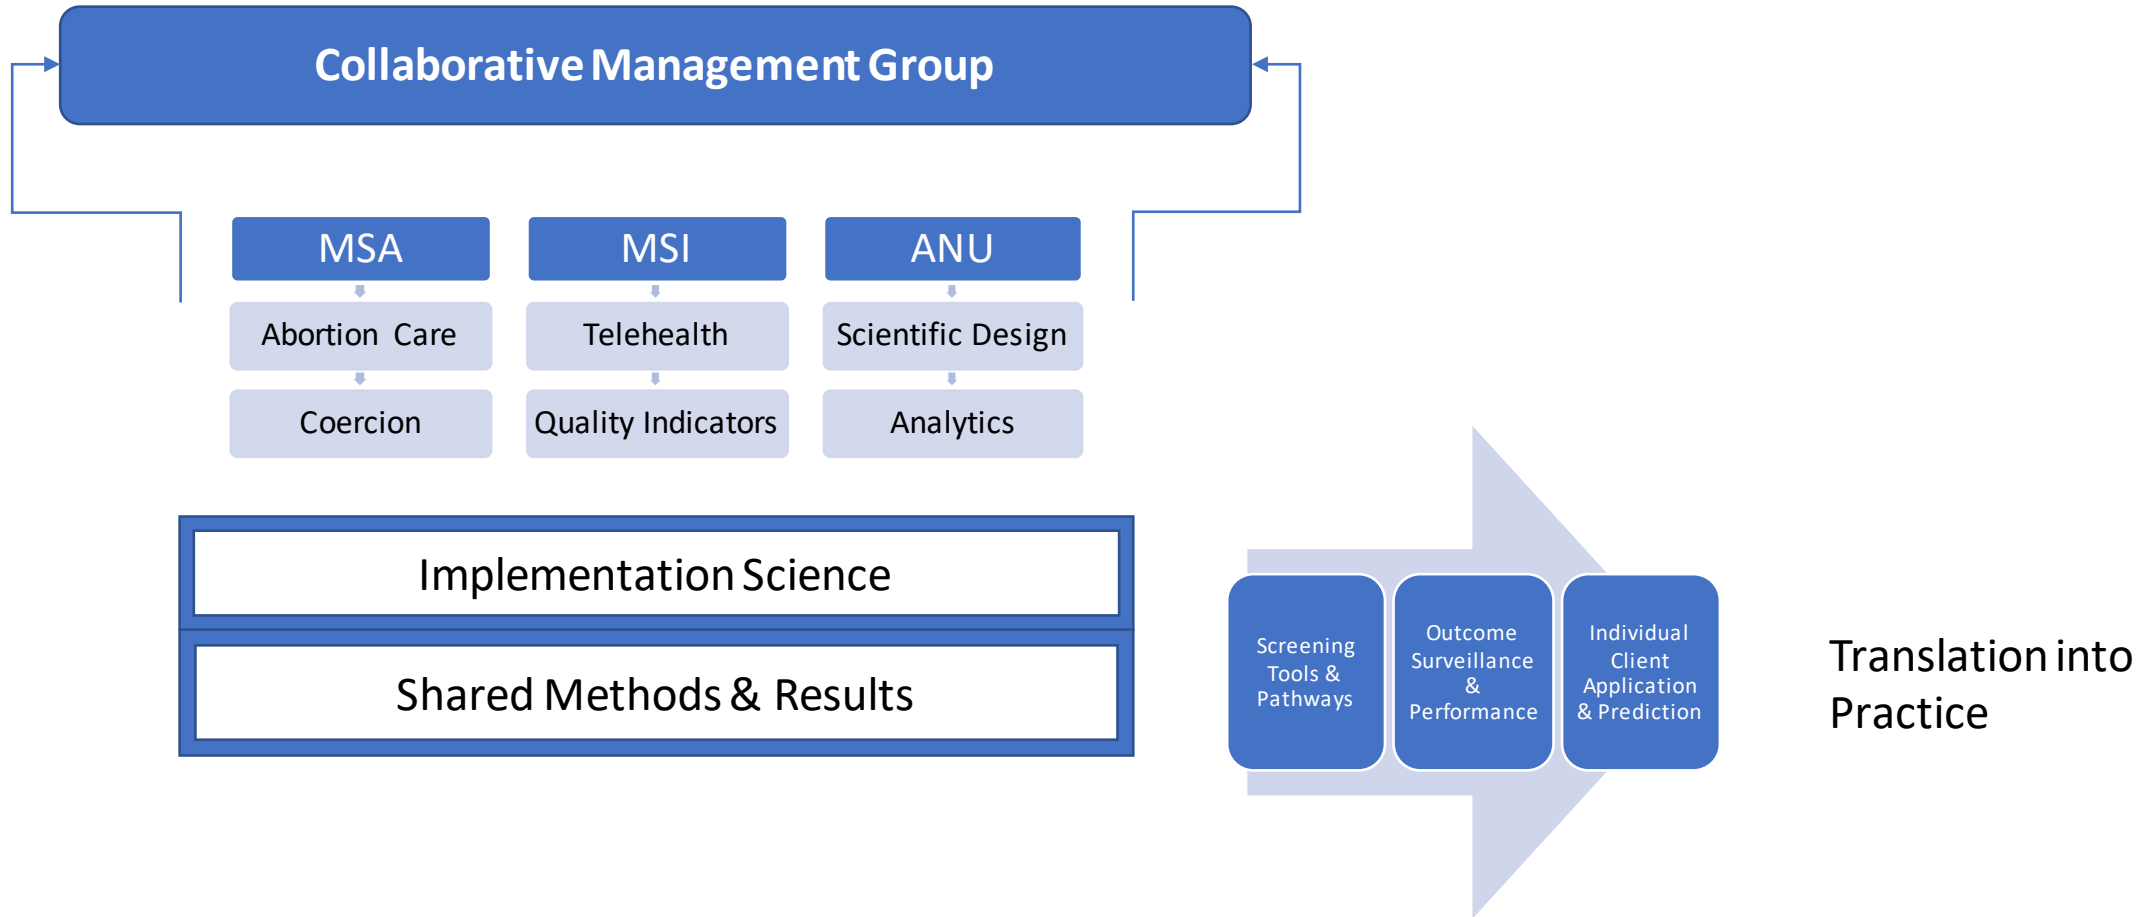 Collaborative Management Group
MSA
MSI
ANU
Abortion Care
Telehealth
Scientific Design
Coercion
Quality Indicators
Analytics
Implementation Science
Shared Methods & Results
Screening
Tools &
Pathways
Outcome
Surveillance
&
Performance
Individual
Client
Application
& Prediction
Translation into
Practice